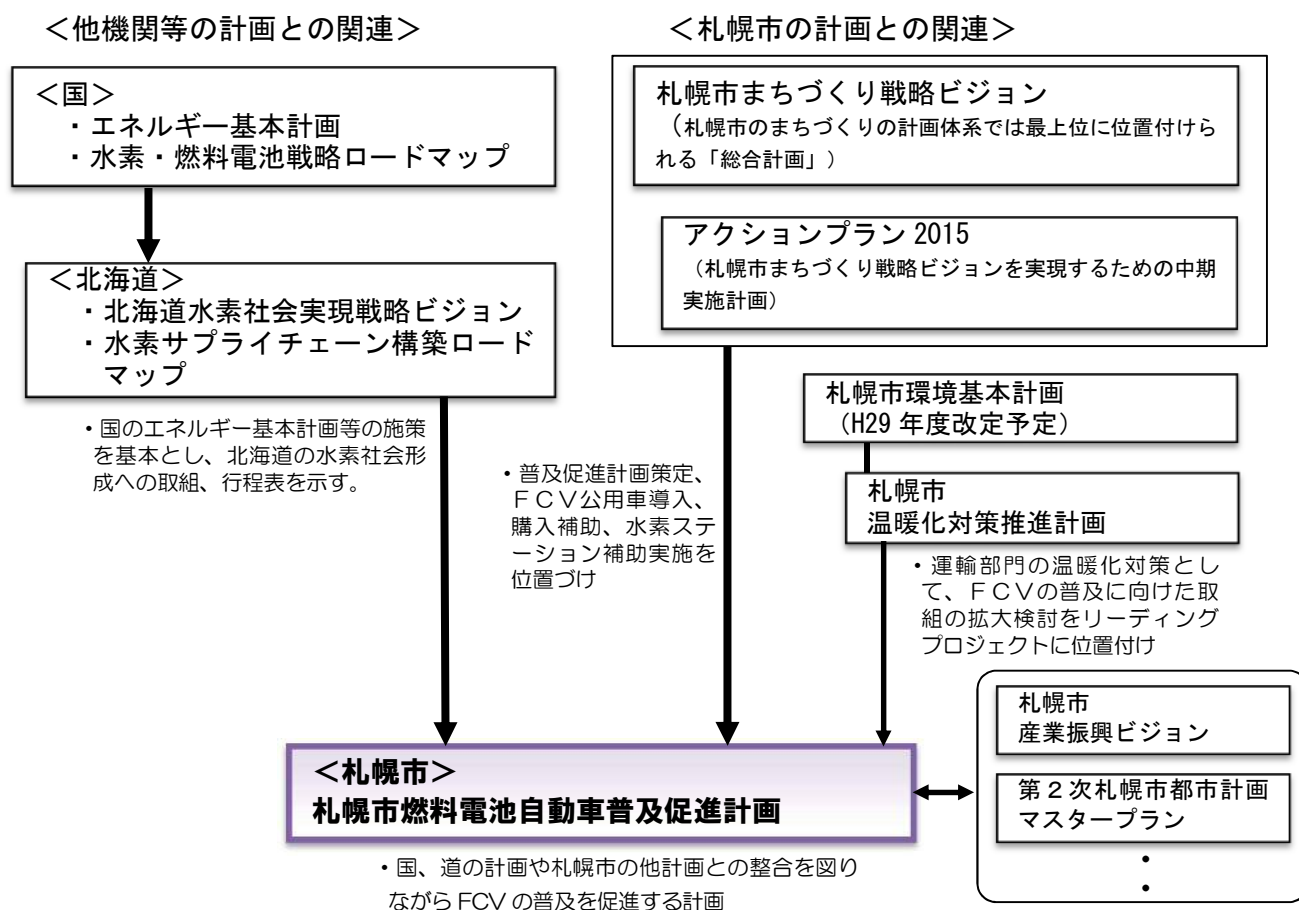 ＜他機関等の計画との関連＞
＜国＞
・エネルギー基本計画
・水素・燃料電池戦略ロードマップ
＜北海道＞
・北海道水素社会実現戦略ビジョン
・水素サプライチェーン構築ロード
マップ
・国のエネルギー基本計画等の施策
を基本とし、北海道の水素社会形
成への取組、行程表を示す。
＜札幌市の計画との関連＞
札幌市まちづくり戦略ビジョン
（札幌市のまちづくりの計画体系では最上位に位置付けら
れる「総合計画」）
アクションプラン 2015
（札幌市まちづくり戦略ビジョンを実現するための中期
実施計画）
・普及促進計画策定、
ＦＣＶ公用車導入、
購入補助、水素ステ
ーション補助実施を
位置づけ
札幌市環境基本計画
（H29 年度改定予定）
札幌市
温暖化対策推進計画
・運輸部門の温暖化対策とし
て、ＦＣＶの普及に向けた取
組の拡大検討をリーディング
プロジェクトに位置付け
＜札幌市＞
札幌市燃料電池自動車普及促進計画
・国、道の計画や札幌市の他計画との整合を図り
ながら FCV の普及を促進する計画
札幌市
産業振興ビジョン
第２次札幌市都市計画
マスタープラン
・
・